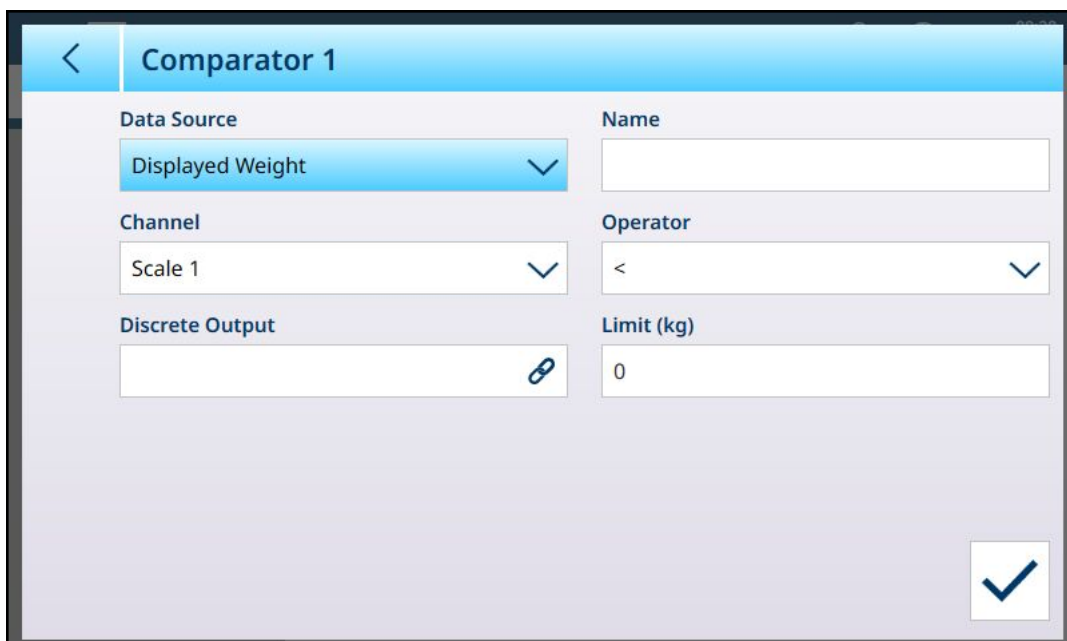 Comparator 1
Data Source
Name
Displayed Weight
Channel
Operator
Scale 1
<
Discrete Output
Limit (kg)
0